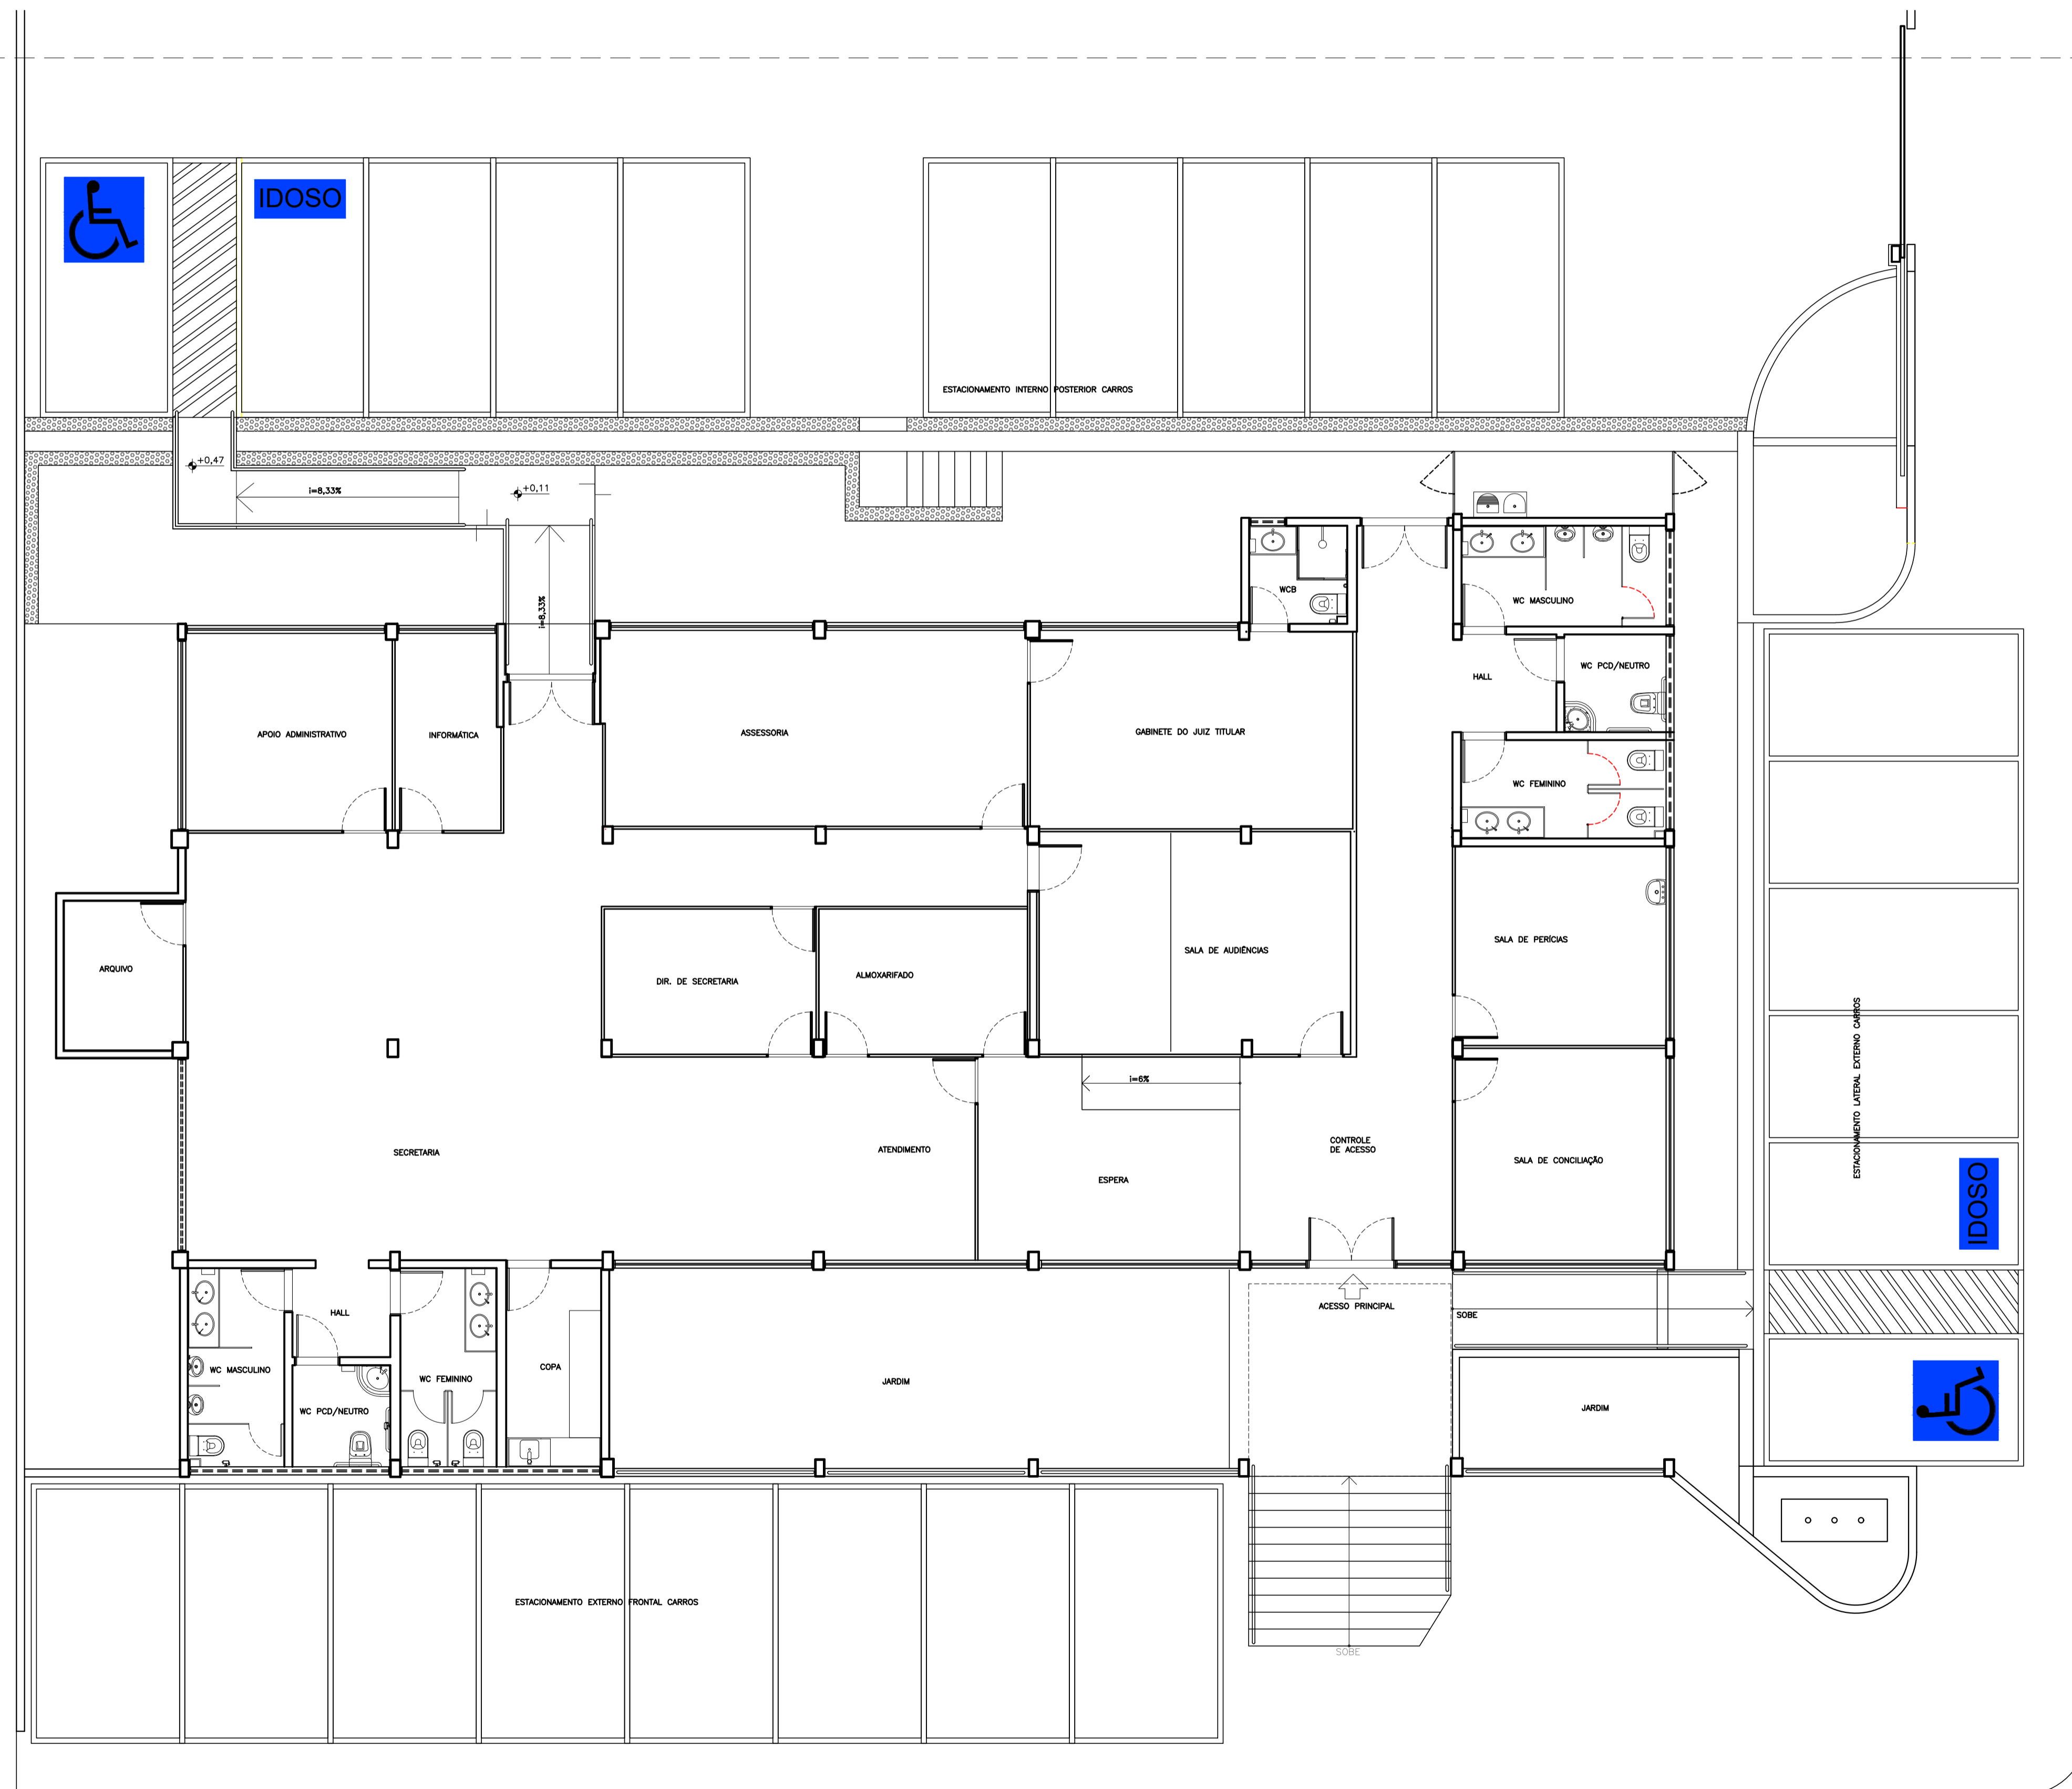 IDOSO
ESTACIONAMENTO INTERNO POSTERIOR CARROS
+0,47
i=8,33%
+0,11
i=8,33%
WCB
WC MASCULINO
WC PCD/NEUTRO
HALL
APOIO ADMINISTRATIVO
INFORMÁTICA
ASSESSORIA
GABINETE DO JUIZ TITULAR
WC FEMININO
ARQUIVO
DIR. DE SECRETARIA
ALMOXARIFADO
SALA DE AUDIÊNCIAS
SALA DE PERÍCIAS
ESTACIONAMENTO LATERAL EXTERNO CARROS
i=6%
SECRETARIA
ATENDIMENTO
ESPERA
CONTROLE
DE ACESSO
SALA DE CONCILIAÇÃO
IDOSO
HALL
ACESSO PRINCIPAL
SOBE
WC MASCULINO
WC FEMININO
COPA
JARDIM
WC PCD/NEUTRO
JARDIM
ESTACIONAMENTO EXTERNO FRONTAL CARROS
SOBE